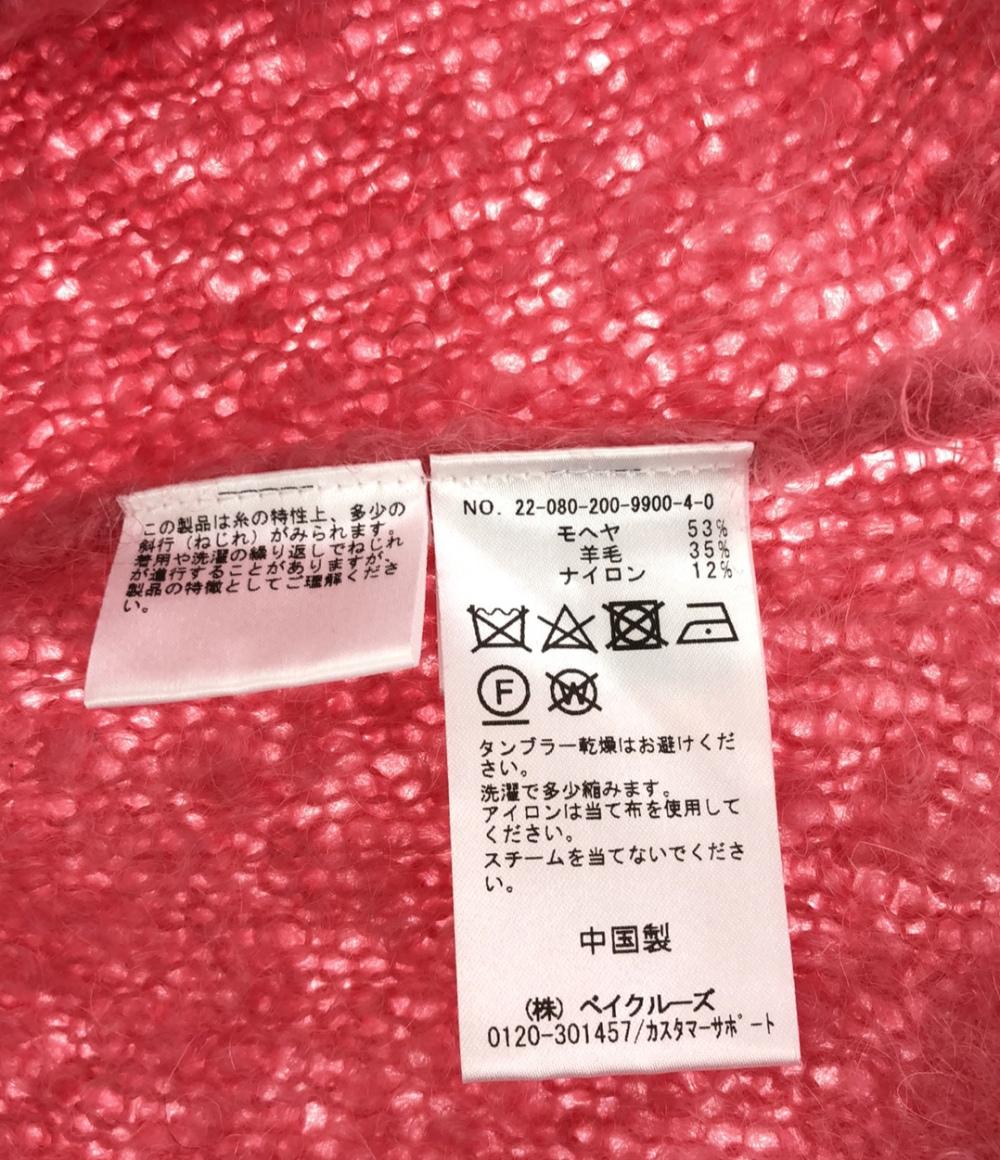 この製品は糸の特性上、多少の
斜行（ねじれ）がみられます。
着用や洗濯の繰り返しでねじれ
が進行することがありますが、
製品の特徴としてご理解くださ
い。
NO. 22-080-200-9900-4-0
モヘヤ 53%
羊毛 35%
ナイロン 12%
F
W
タンブラー乾燥はお避けくだ
さい。
洗濯で多少縮みます。
アイロンは当て布を使用して
ください。
スチームを当てないでくださ
い。
中国製
(株) ベイクルーズ
0120-301457/ｶｽﾀﾏｰｻﾎﾟｰﾄ